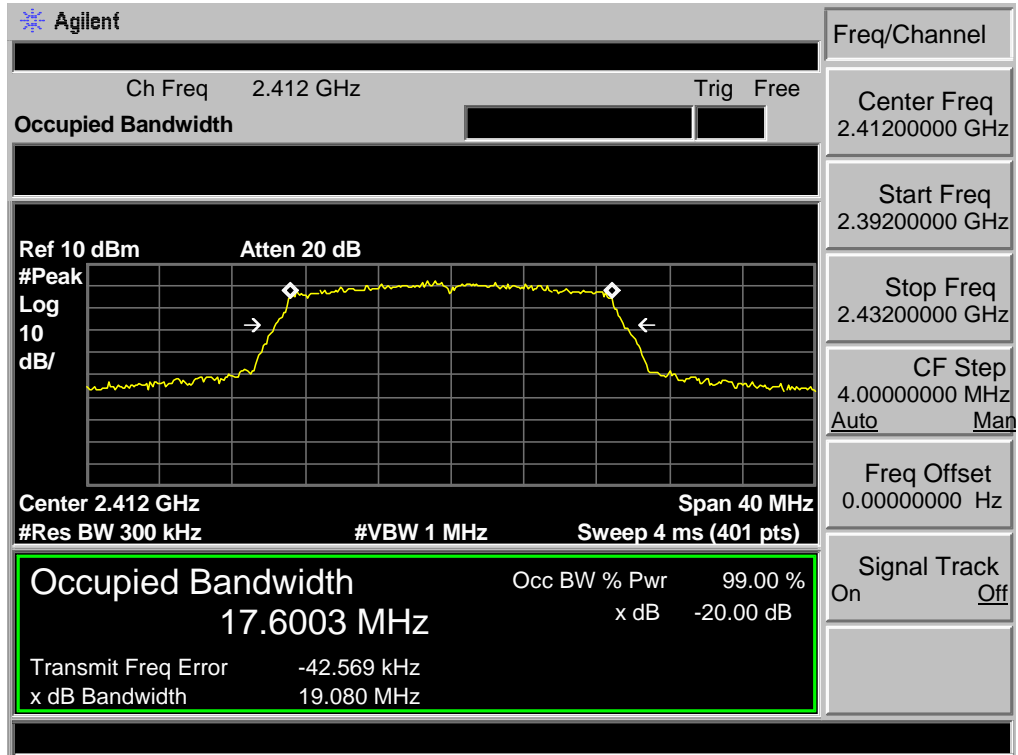 Agilent
Freq/Channel
Ch Freq 2.412 GHz Trig Free
Occupied Bandwidth
Center Freq
2.41200000 GHz
Start Freq
2.39200000 GHz
Stop Freq
2.43200000 GHz
CF Step
4.00000000 MHz
Auto Man
Freq Offset
0.00000000 Hz
Signal Track
On Off
Ref 10 dBm Atten 20 dB
#Peak
Log
10
dB/
Center 2.412 GHz Span 40 MHz
#Res BW 300 kHz #VBW 1 MHz Sweep 4 ms (401 pts)
Occupied Bandwidth
17.6003 MHz
Occ BW % Pwr 99.00 %
x dB -20.00 dB
Transmit Freq Error -42.569 kHz
x dB Bandwidth 19.080 MHz